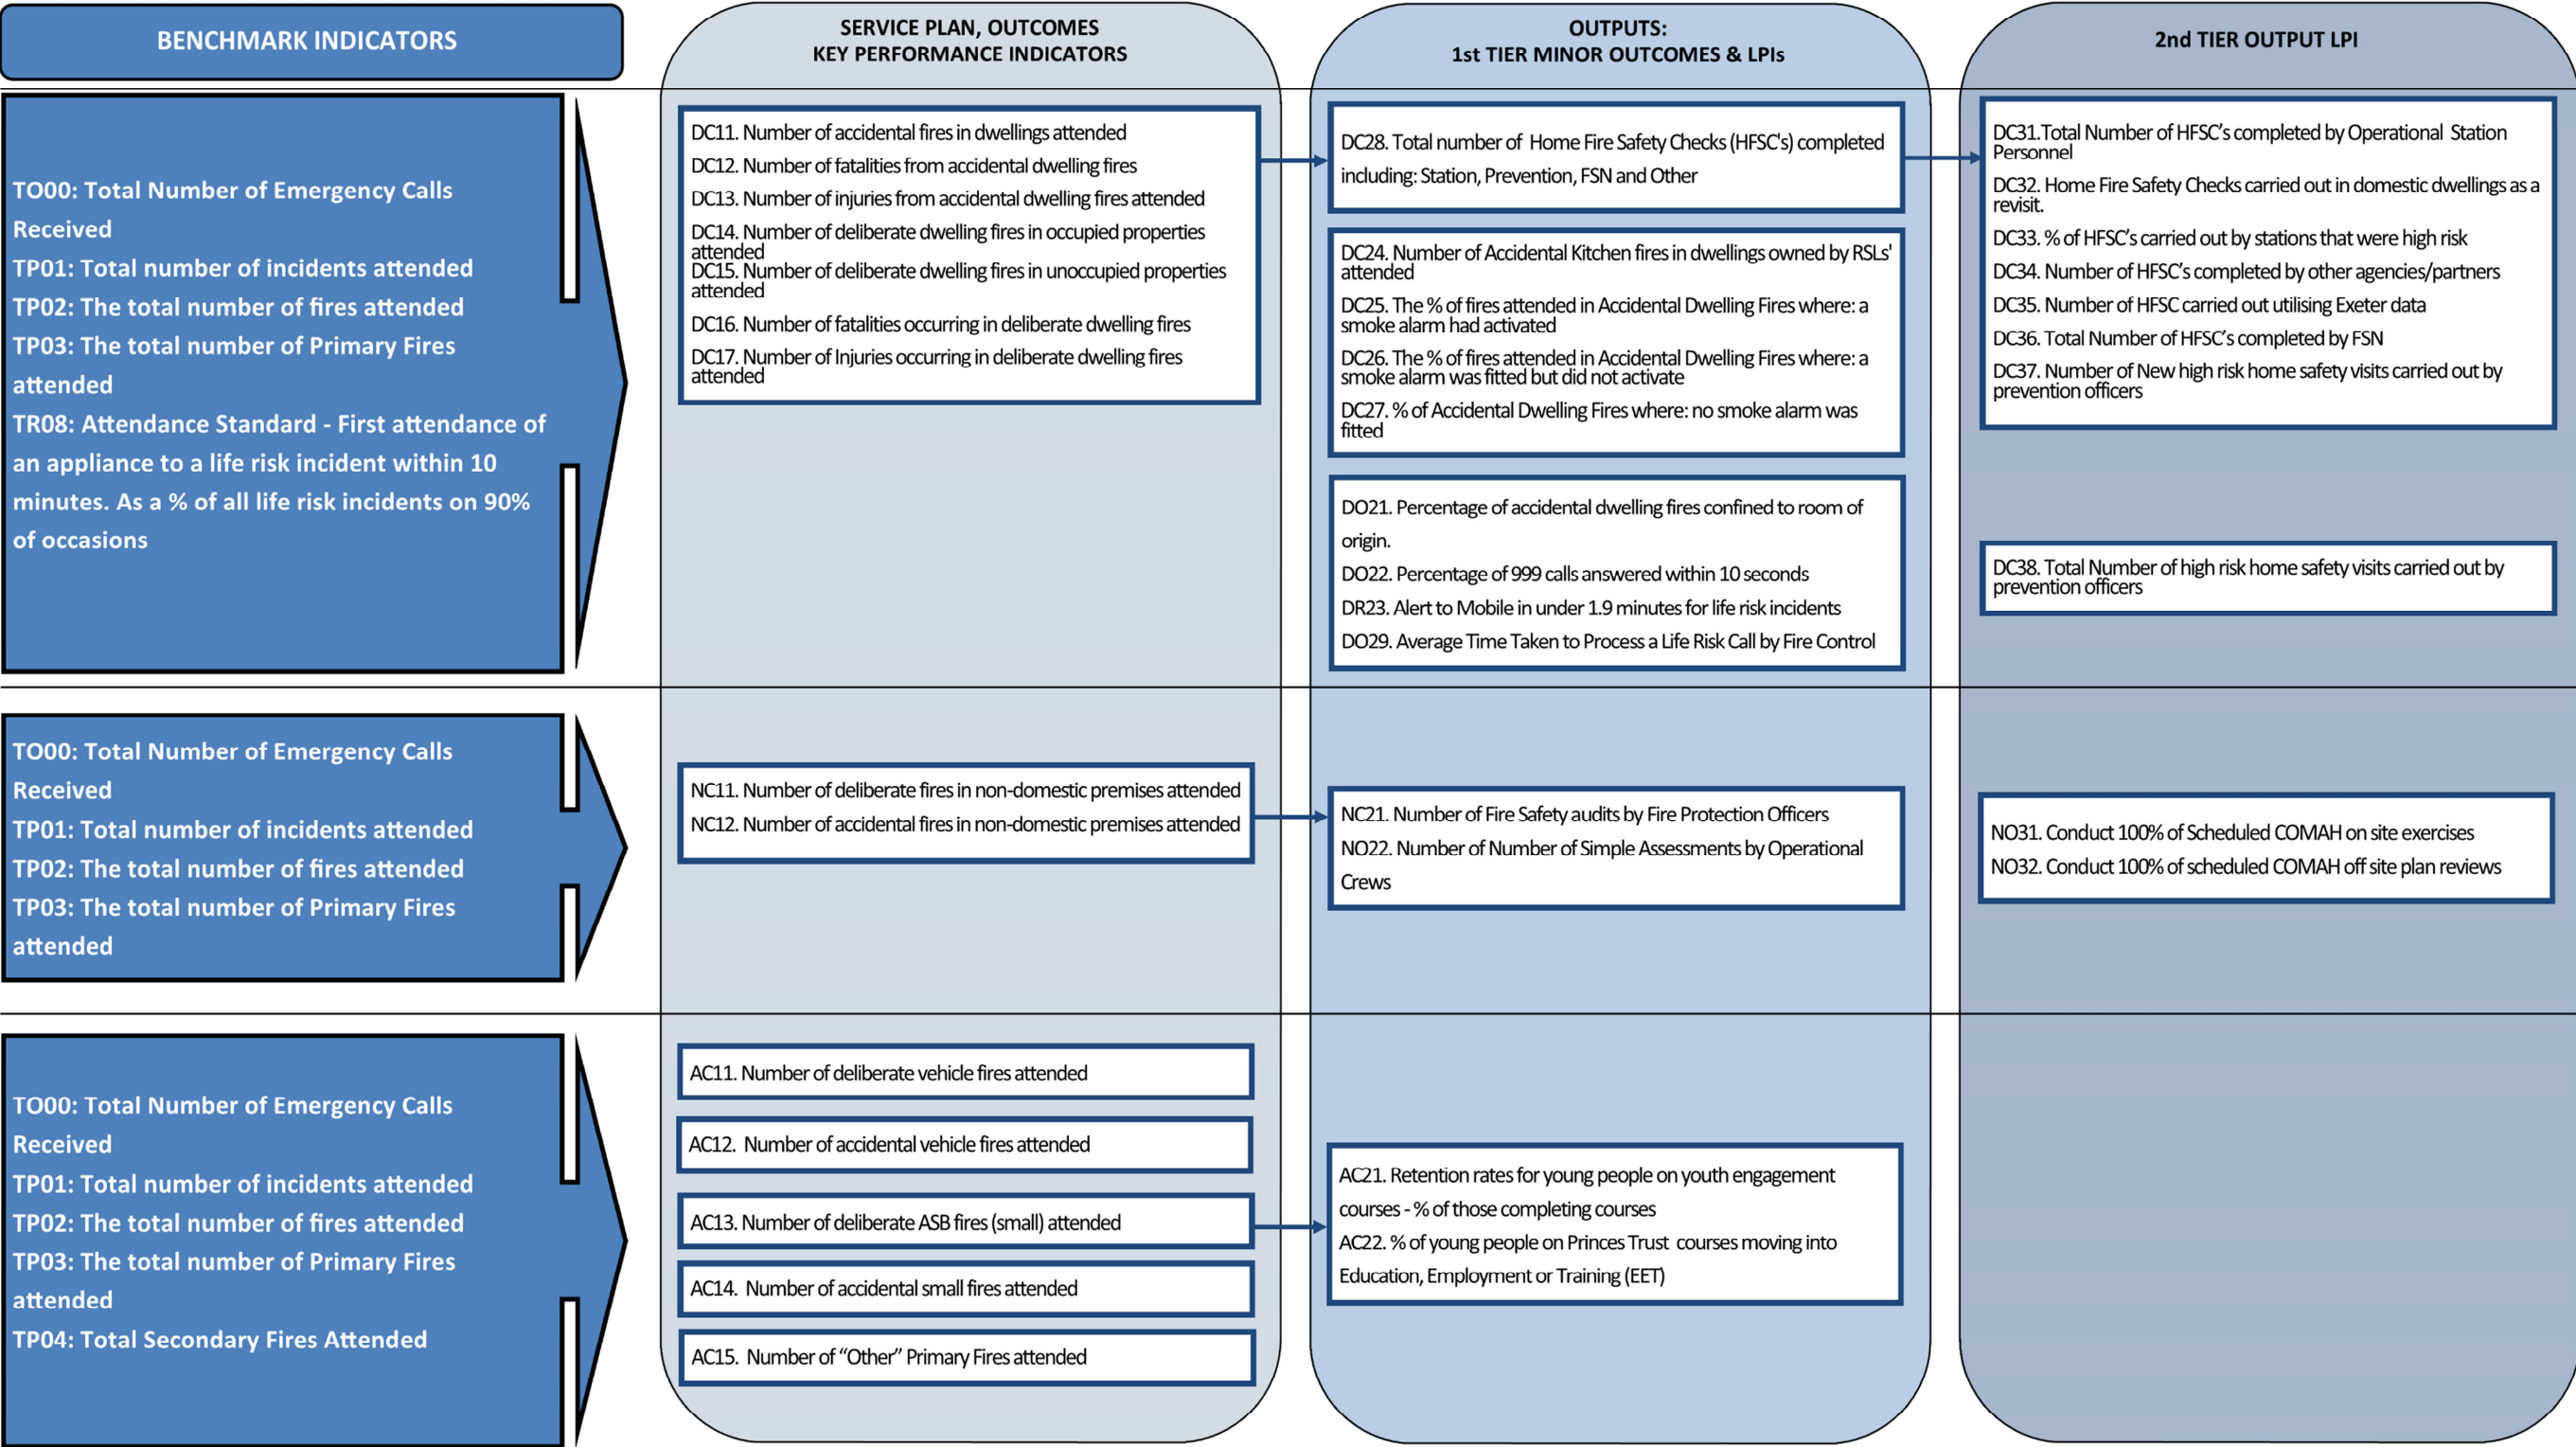 BENCHMARK INDICATORS
SERVICE PLAN, OUTCOMES
KEY PERFORMANCE INDICATORS
OUTPUTS:
1st TIER MINOR OUTCOMES & LPIs
2nd TIER OUTPUT LPI
TO00: Total Number of Emergency Calls
Received
TP01: Total number of incidents attended
TP02: The total number of fires attended
TP03: The total number of Primary Fires
attended
TR08: Attendance Standard - First attendance of
an appliance to a life risk incident within 10
minutes. As a % of all life risk incidents on 90%
of occasions
DC11. Number of accidental fires in dwellings attended
DC12. Number of fatalities from accidental dwelling fires
DC13. Number of injuries from accidental dwelling fires attended
DC14. Number of deliberate dwelling fires in occupied properties
attended
DC15. Number of deliberate dwelling fires in unoccupied properties
attended
DC16. Number of fatalities occurring in deliberate dwelling fires
DC17. Number of Injuries occurring in deliberate dwelling fires
attended
DC28. Total number of  Home Fire Safety Checks (HFSC's) completed
including: Station, Prevention, FSN and Other
DC24. Number of Accidental Kitchen fires in dwellings owned by RSLs'
attended
DC25. The % of fires attended in Accidental Dwelling Fires where: a
smoke alarm had activated
DC26. The % of fires attended in Accidental Dwelling Fires where: a
smoke alarm was fitted but did not activate
DC27. % of Accidental Dwelling Fires where: no smoke alarm was
fitted
DO21. Percentage of accidental dwelling fires confined to room of
origin.
DO22. Percentage of 999 calls answered within 10 seconds
DR23. Alert to Mobile in under 1.9 minutes for life risk incidents
DO29. Average Time Taken to Process a Life Risk Call by Fire Control
DC31.Total Number of HFSC’s completed by Operational  Station
Personnel
DC32. Home Fire Safety Checks carried out in domestic dwellings as a
revisit.
DC33. % of HFSC’s carried out by stations that were high risk
DC34. Number of HFSC’s completed by other agencies/partners
DC35. Number of HFSC carried out utilising Exeter data
DC36. Total Number of HFSC’s completed by FSN
DC37. Number of New high risk home safety visits carried out by
prevention officers
DC38. Total Number of high risk home safety visits carried out by
prevention officers
TO00: Total Number of Emergency Calls
Received
TP01: Total number of incidents attended
TP02: The total number of fires attended
TP03: The total number of Primary Fires
attended
NC11. Number of deliberate fires in non-domestic premises attended
NC12. Number of accidental fires in non-domestic premises attended
NC21. Number of Fire Safety audits by Fire Protection Officers
NO22. Number of Number of Simple Assessments by Operational
Crews
NO31. Conduct 100% of Scheduled COMAH on site exercises
NO32. Conduct 100% of scheduled COMAH off site plan reviews
TO00: Total Number of Emergency Calls
Received
TP01: Total number of incidents attended
TP02: The total number of fires attended
TP03: The total number of Primary Fires
attended
TP04: Total Secondary Fires Attended
AC11. Number of deliberate vehicle fires attended
AC12.  Number of accidental vehicle fires attended
AC13. Number of deliberate ASB fires (small) attended
AC14.  Number of accidental small fires attended
AC15.  Number of “Other” Primary Fires attended
AC21. Retention rates for young people on youth engagement
courses - % of those completing courses
AC22. % of young people on Princes Trust  courses moving into
Education, Employment or Training (EET)